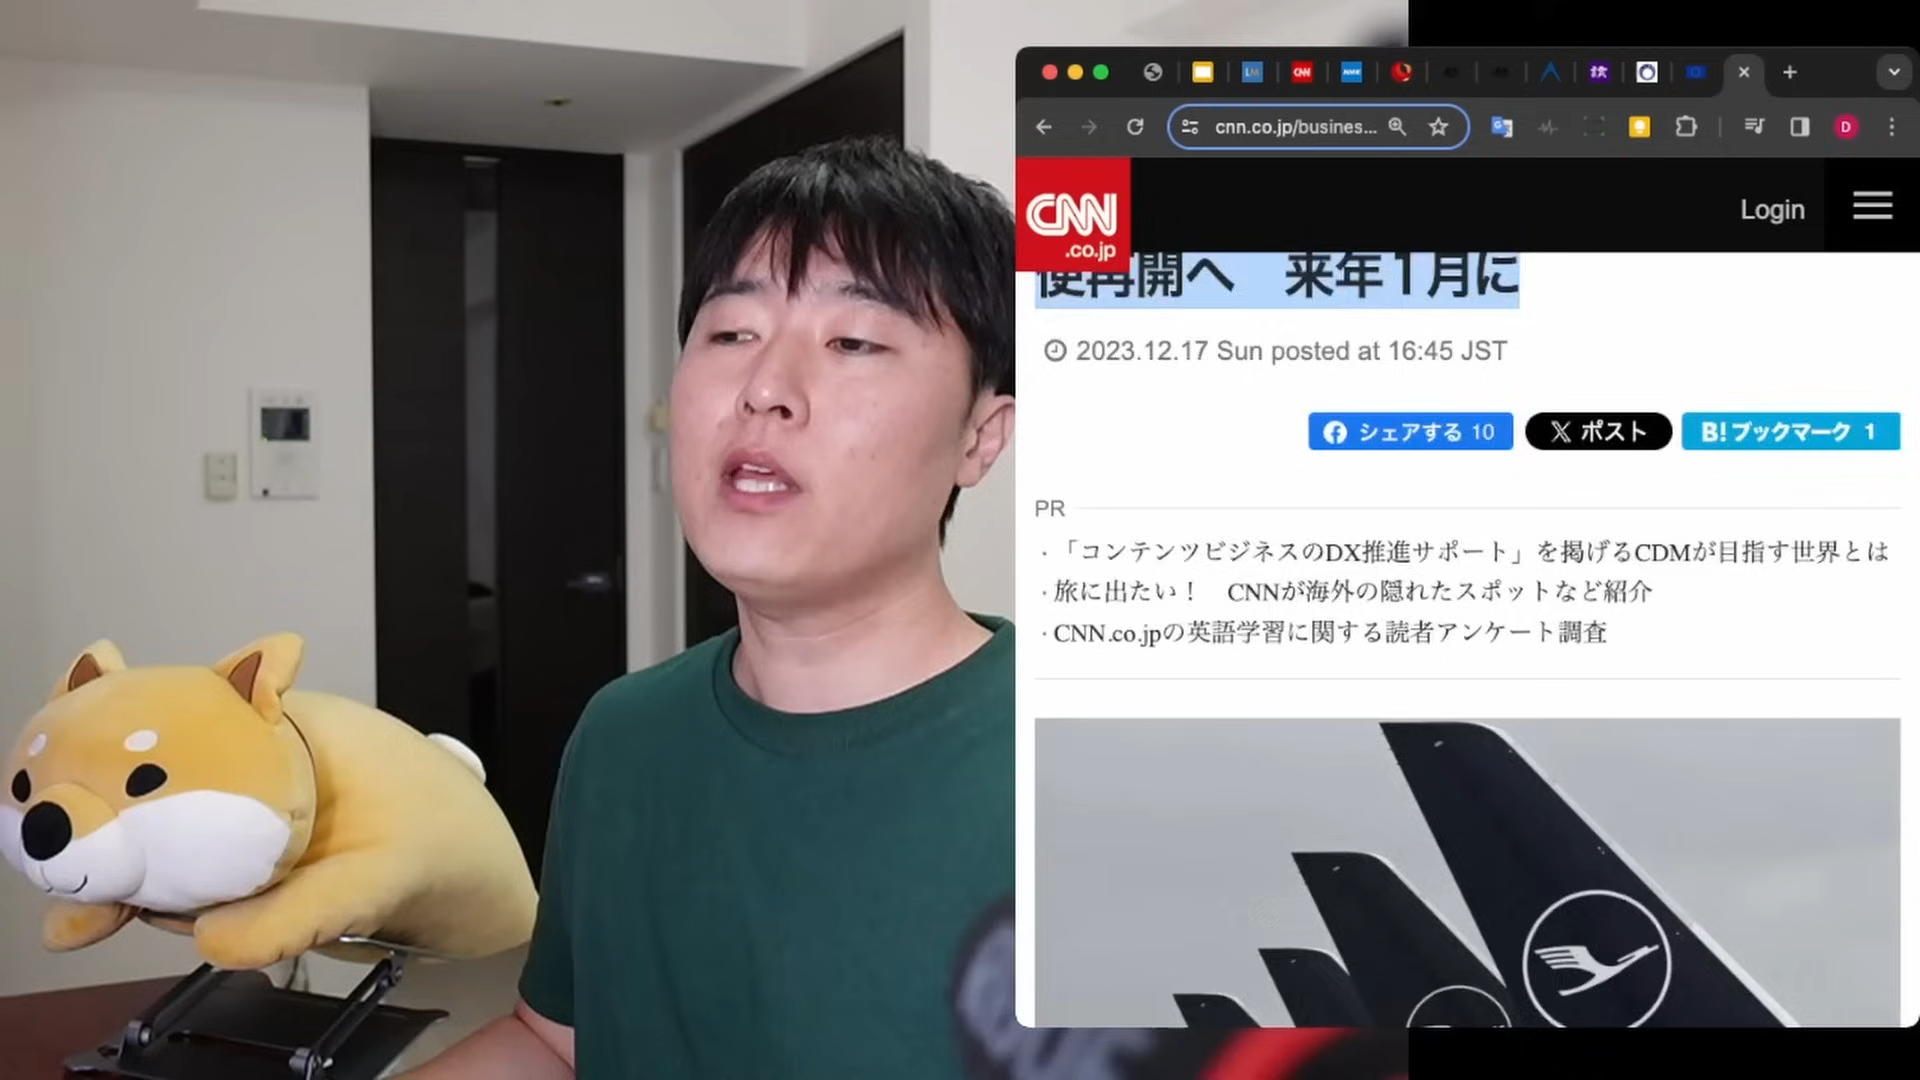 cnn.co.jp/busines...
D
CNN
.co.jp
Login
便再開へ　来年1月に
2023.12.17 Sun posted at 16:45 JST
シェアする 10
X ポスト
B! ブックマーク 1
PR
・「コンテンツビジネスのDX推進サポート」を掲げるCDMが目指す世界とは
・旅に出たい！　CNNが海外の隠れたスポットなど紹介
・CNN.co.jpの英語学習に関する読者アンケート調査